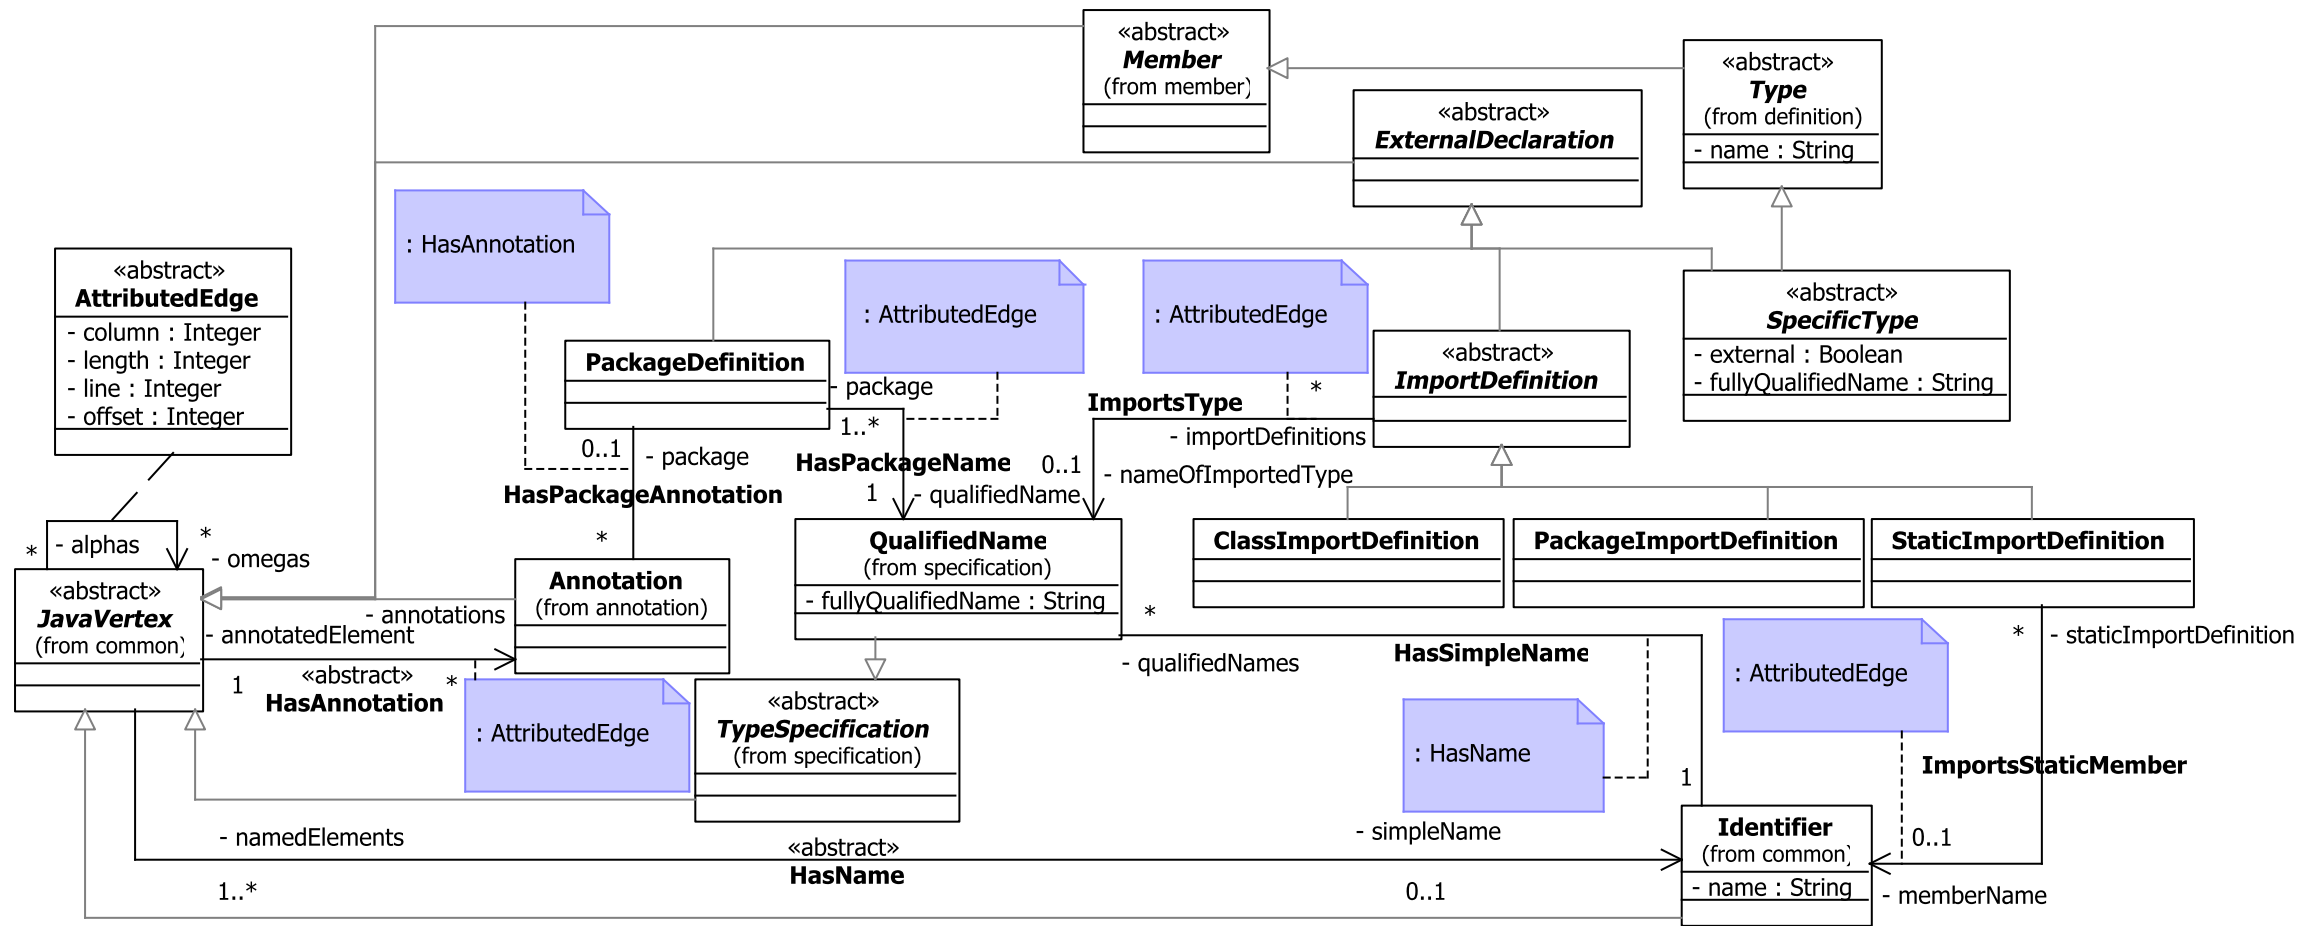 «abstract»
Member
(from member)
«abstract»
Type
(from definition)
- name : String
«abstract»
ExternalDeclaration
: HasAnnotation
«abstract»
AttributedEdge
- column : Integer
- length : Integer
- line : Integer
- offset : Integer
: AttributedEdge
: AttributedEdge
«abstract»
SpecificType
- external : Boolean
- fullyQualifiedName : String
PackageDefinition
- package
1..*
«abstract»
ImportDefinition
*
ImportsType
- importDefinitions
0..1
- package
HasPackageAnnotation
*
HasPackageName
1
- qualifiedName
0..1
- nameOfImportedType
*
- alphas
*
- omegas
«abstract»
JavaVertex
(from common)
Annotation
(from annotation)
- annotations
- annotatedElement
1
«abstract»
HasAnnotation
*
: AttributedEdge
QualifiedName
(from specification)
- fullyQualifiedName : String
ClassImportDefinition
PackageImportDefinition
StaticImportDefinition
*
- qualifiedNames
HasSimpleName
1
*
- staticImportDefinition
: AttributedEdge
«abstract»
TypeSpecification
(from specification)
: HasName
ImportsStaticMember
0..1
- memberName
- namedElements
1..*
«abstract»
HasName
- simpleName
0..1
Identifier
(from common)
- name : String